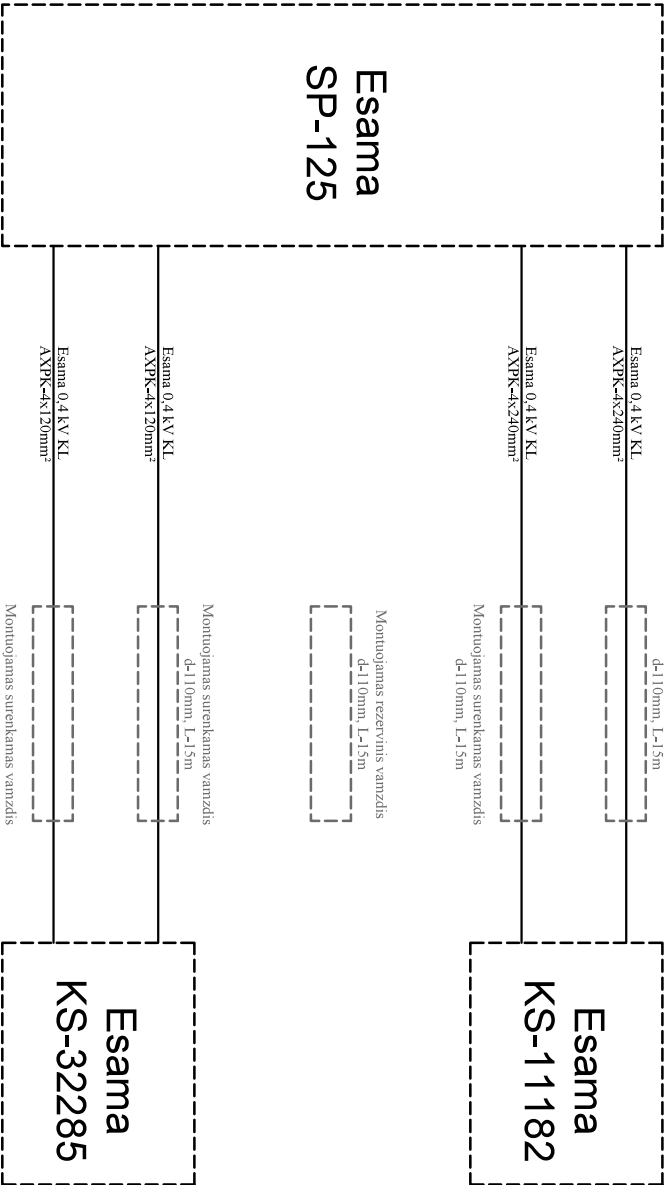 Esama
SP-125
Esama 0,4 kV KL
AXPK-4x240mm²
Esama 0,4 kV KL
AXPK-4x240mm²
Esama 0,4 kV KL
AXPK-4x120mm²
Esama 0,4 kV KL
AXPK-4x120mm²
d-110mm, L-15m
Montuojamas surenkamas vamzdis
d-110mm, L-15m
Montuojamas rezervinis vamzdis
d-110mm, L-15m
Montuojamas surenkamas vamzdis
d-110mm, L-15m
Montuojamas surenkamas vamzdis
Esama
KS-11182
Esama
KS-32285